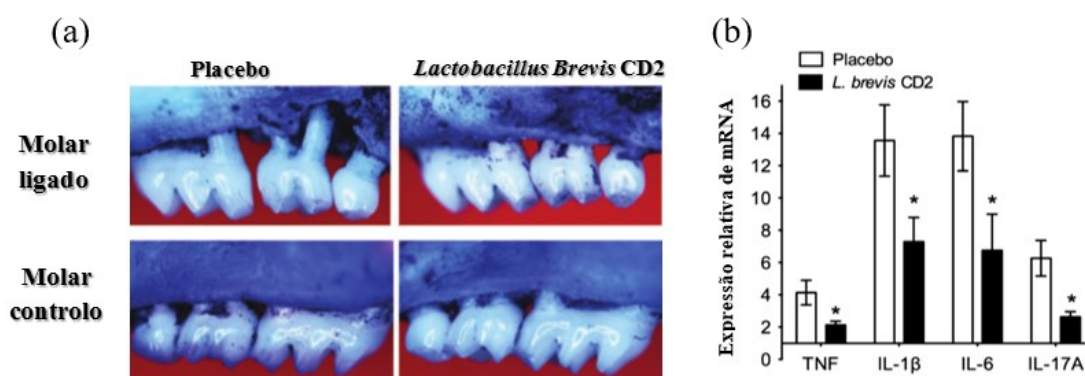 (a)
Placebo
Lactobacillus Brevis CD2
Molar
ligado
Molar
controlo
(b)
Placebo
L. brevis CD2
Expressão relativa de mRNA
16
14
12
10
8
6
4
2
0
*
*
*
*
TNF
IL-1β
IL-6
IL-17A